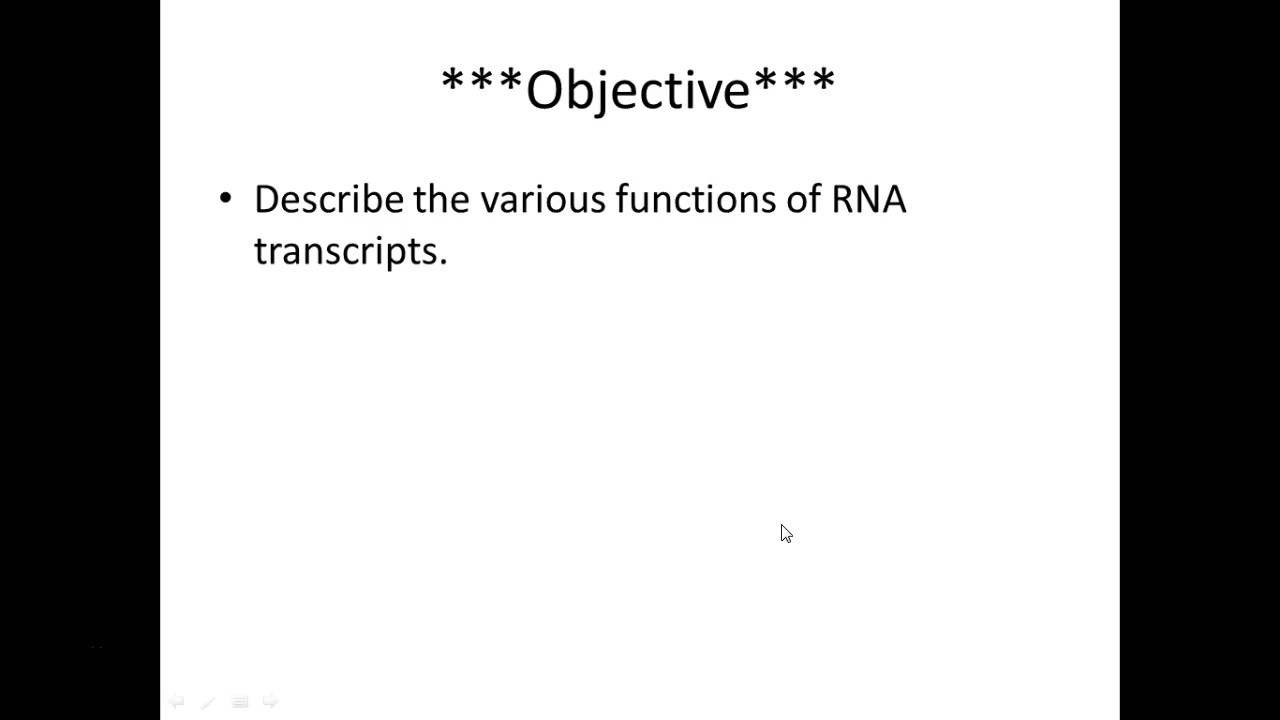 ***Objective***
• Describe the various functions of RNA
transcripts.